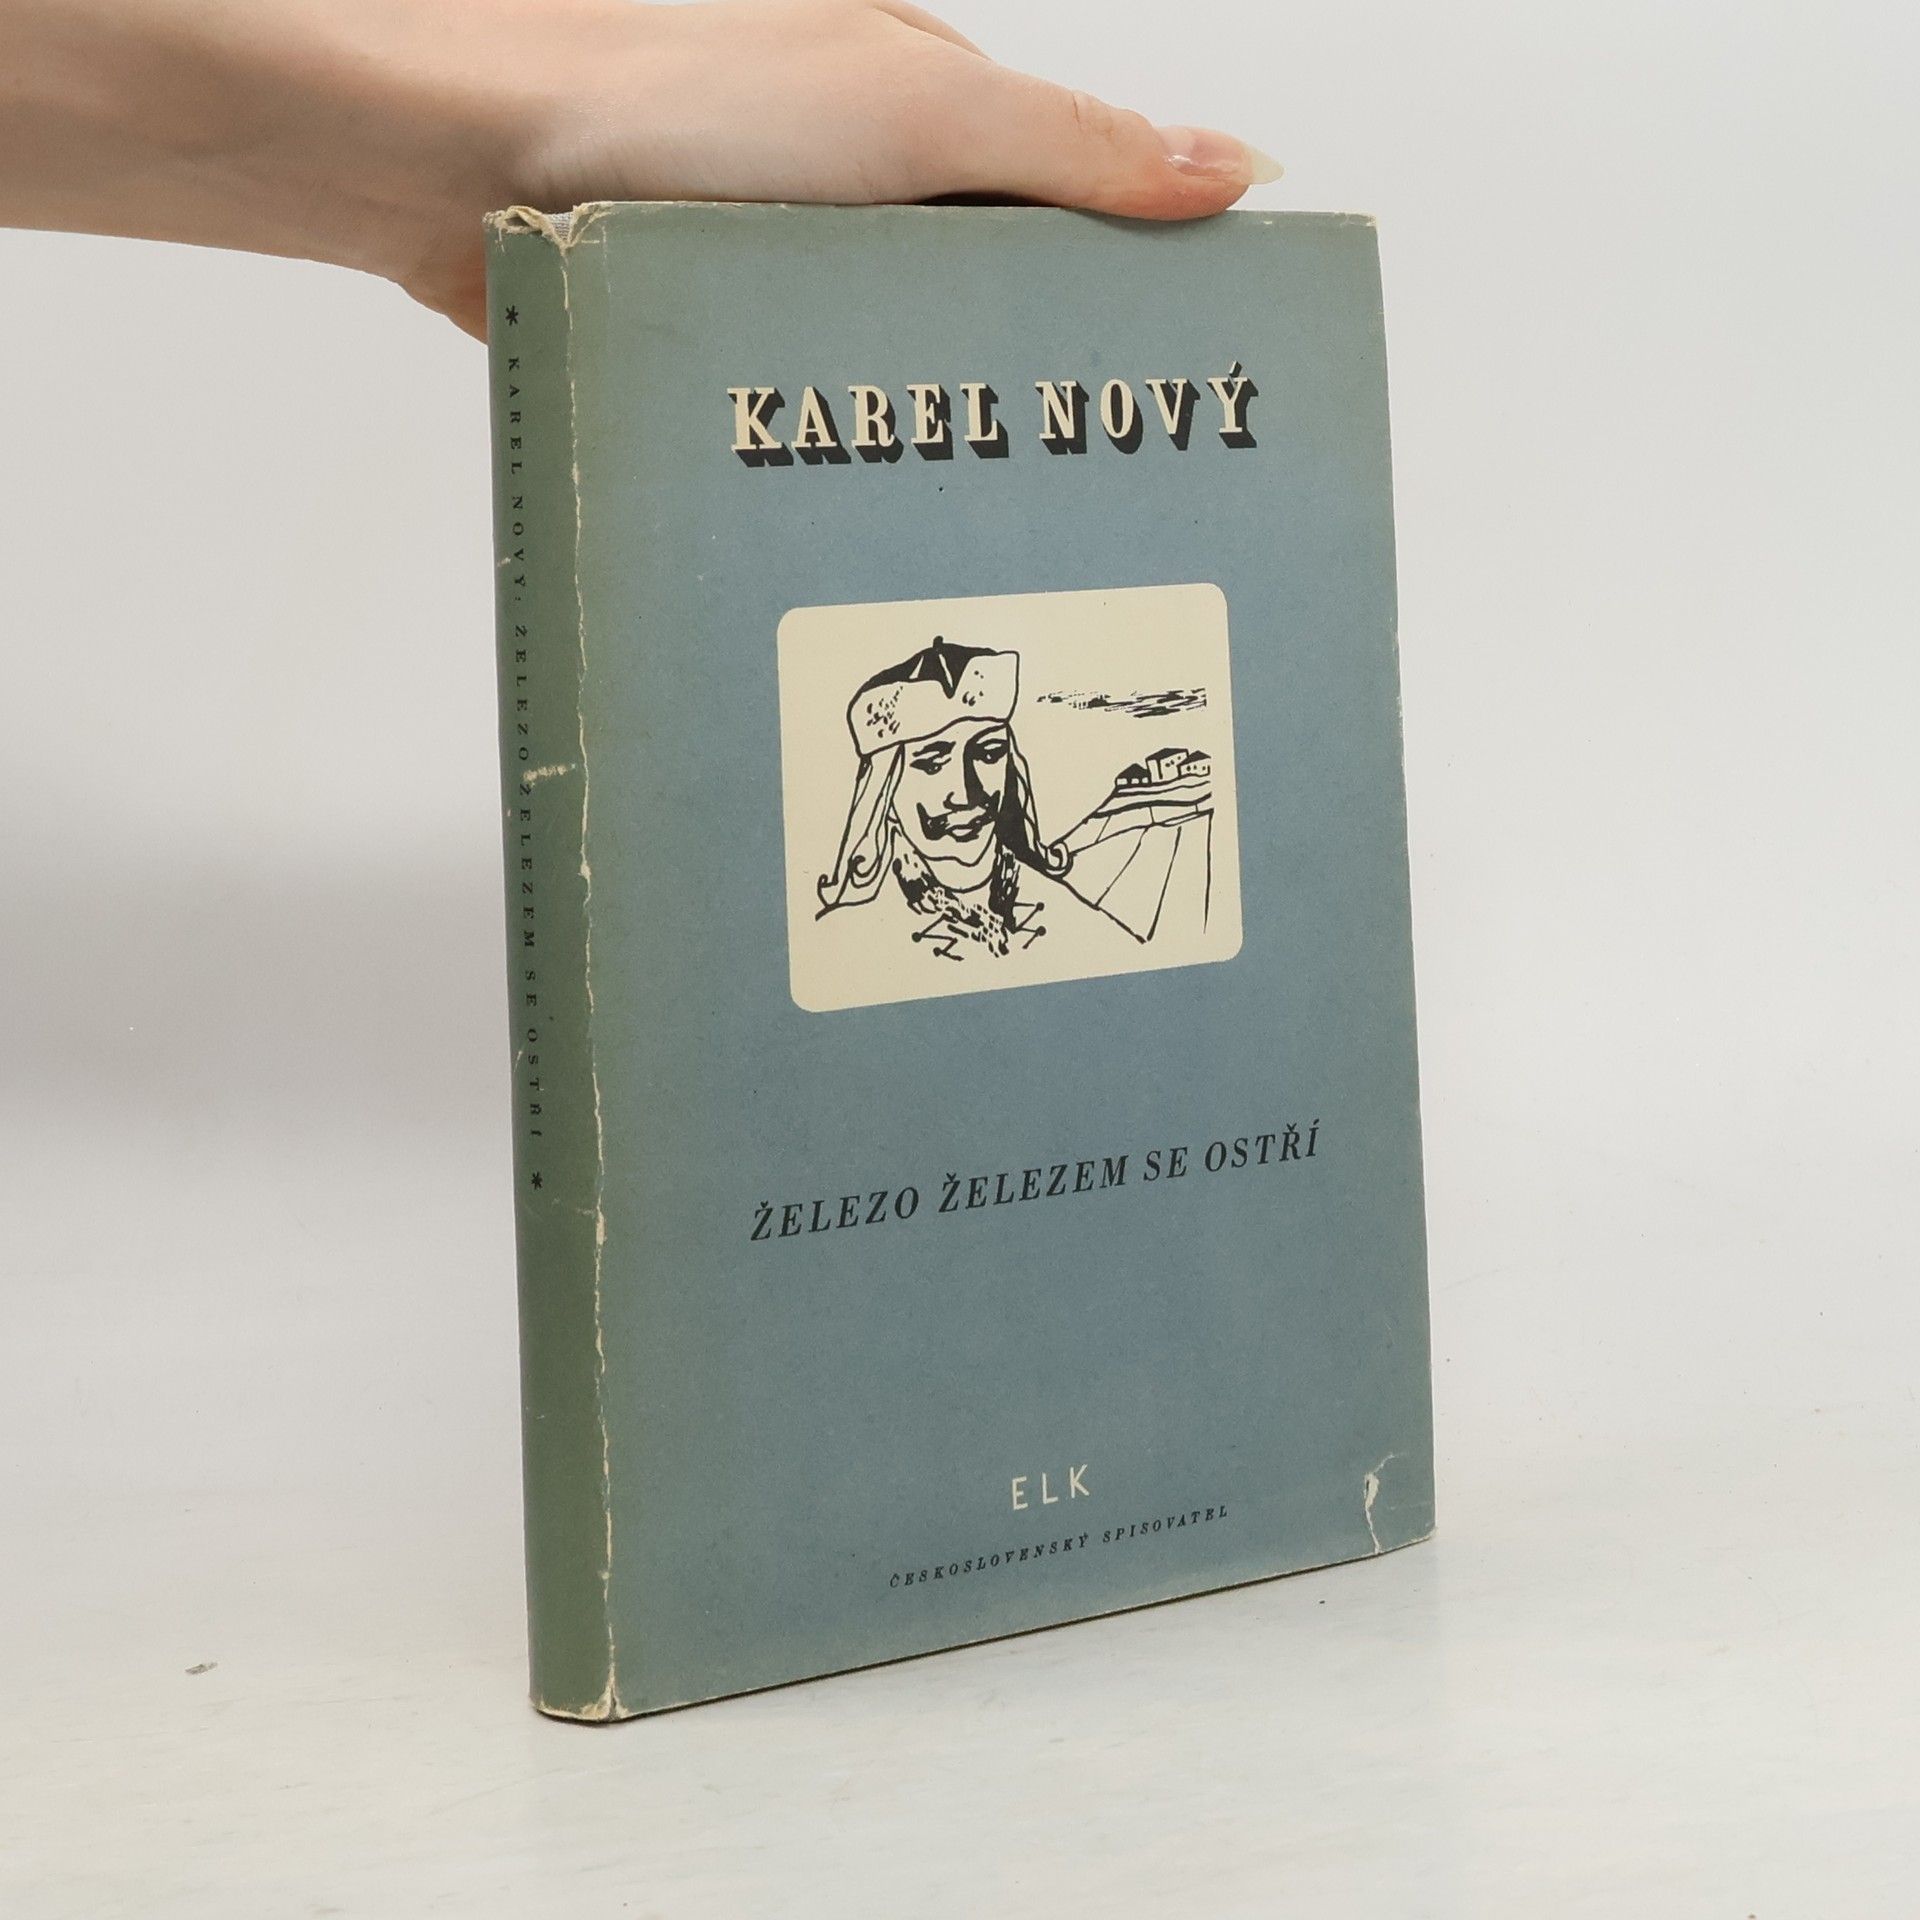 * KAREL NOVÝ: ŽELEZO ŽELEZEM SE OSTŘÍ *
KAREL NOVÝ
ŽELEZO ŽELEZEM SE OSTŘÍ
ELK
ČESKOSLOVENSKÝ SPISOVATEL